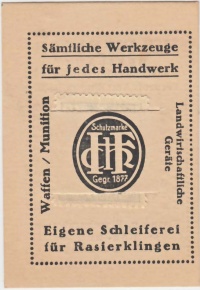 Sämtliche Werkzeuge
für jedes Handwerk
Waffen / Munition
Schutzmarke
Gegr. 1877
Landwirtschaftliche
Geräte
Eigene Schleiferei
für Rasierklingen